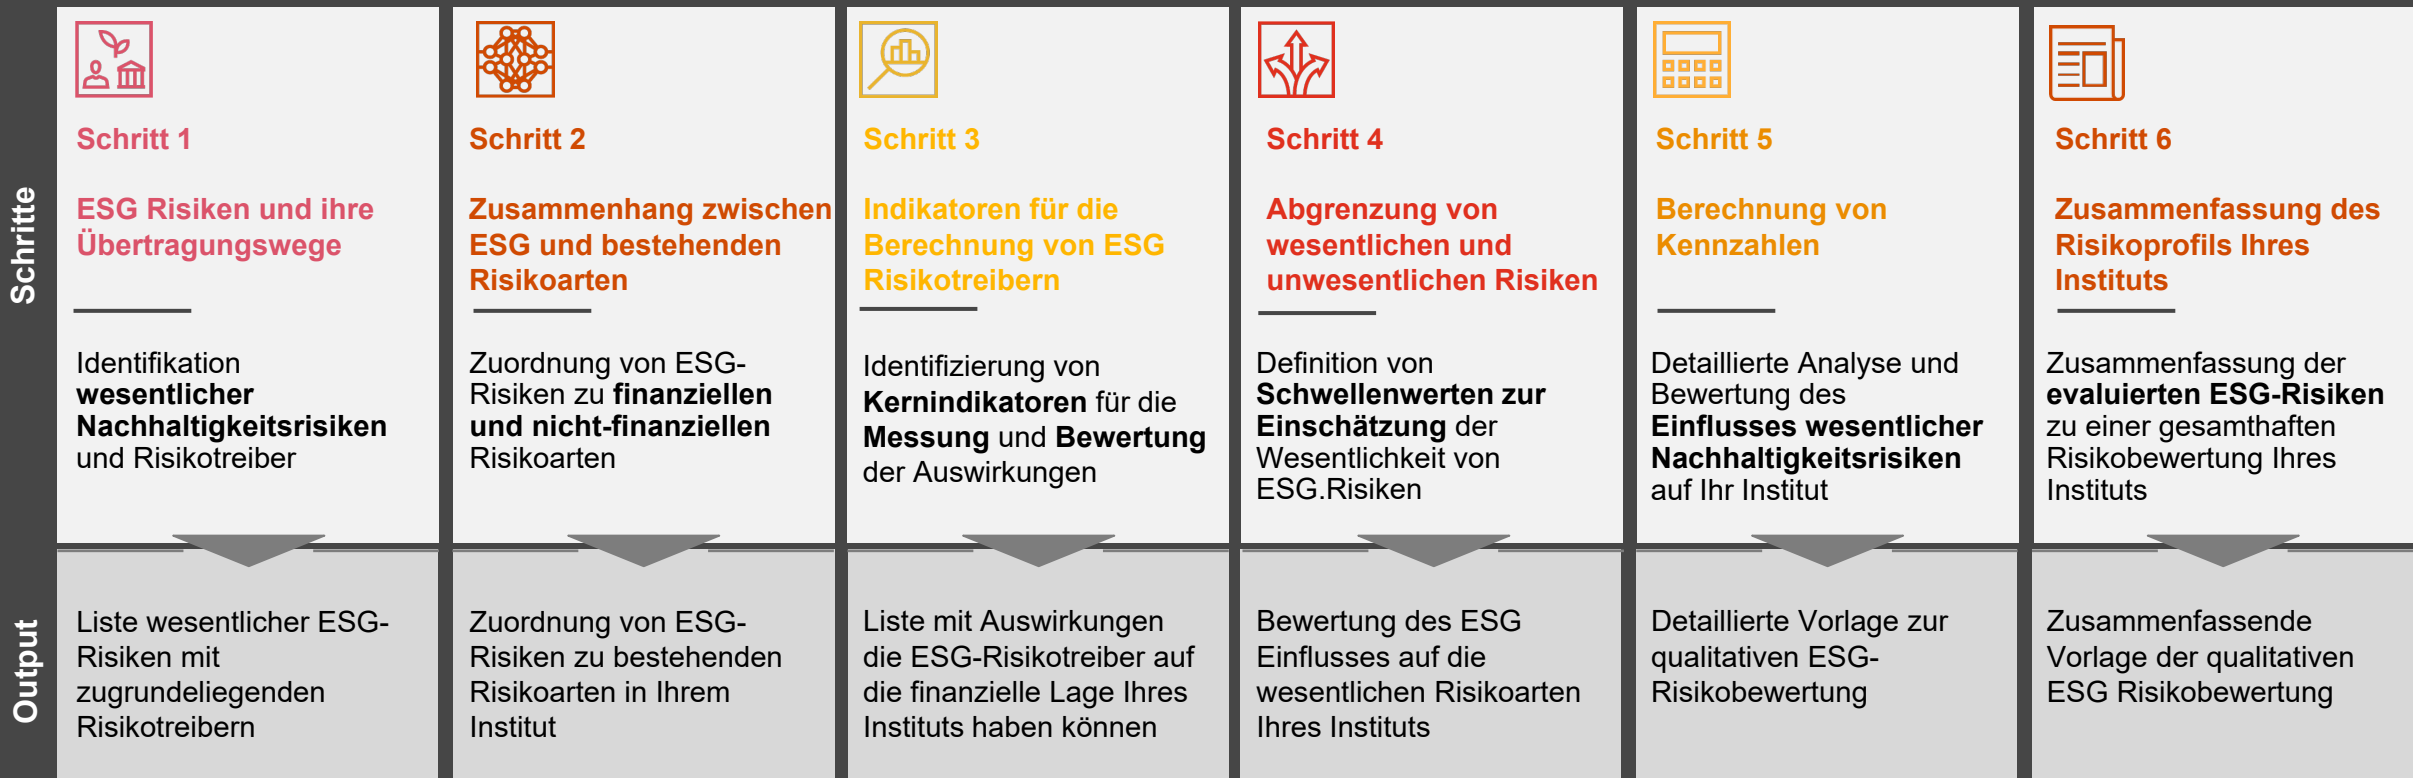 Schritte
Schritt 1
ESG Risiken und ihre
Übertragungswege
Identifikation
wesentlicher
Nachhaltigkeitsrisiken
und Risikotreiber
Schritt 2
Zusammenhang zwischen
ESG und bestehenden
Risikoarten
Zuordnung von ESG-
Risiken zu finanziellen
und nicht-finanziellen
Risikoarten
Schritt 3
Indikatoren für die
Berechnung von ESG
Risikotreibern
Identifizierung von
Kernindikatoren für die
Messung und Bewertung
der Auswirkungen
Schritt 4
Abgrenzung von
wesentlichen und
unwesentlichen Risiken
Definition von
Schwellenwerten zur
Einschätzung der
Wesentlichkeit von
ESG.Risiken
Schritt 5
Berechnung von
Kennzahlen
Detaillierte Analyse und
Bewertung des
Einflusses wesentlicher
Nachhaltigkeitsrisiken
auf Ihr Institut
Schritt 6
Zusammenfassung des
Risikoprofils Ihres
Instituts
Zusammenfassung der
evaluierten ESG-Risiken
zu einer gesamthaften
Risikobewertung Ihres
Instituts
Output
Liste wesentlicher ESG-
Risiken mit
zugrundeliegenden
Risikotreibern
Zuordnung von ESG-
Risiken zu bestehenden
Risikoarten in Ihrem
Institut
Liste mit Auswirkungen
die ESG-Risikotreiber auf
die finanzielle Lage Ihres
Instituts haben können
Bewertung des ESG
Einflusses auf die
wesentlichen Risikoarten
Ihres Instituts
Detaillierte Vorlage zur
qualitativen ESG-
Risikobewertung
Zusammenfassende
Vorlage der qualitativen
ESG Risikobewertung